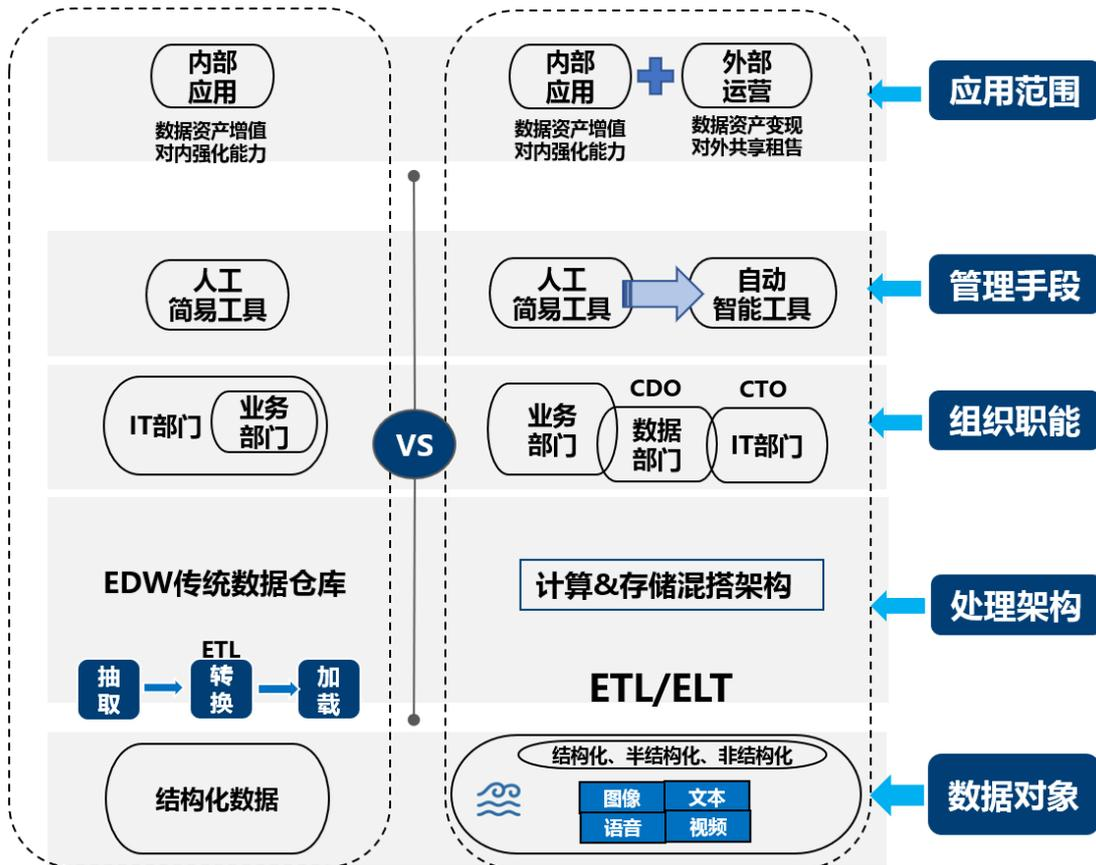 内部
应用
数据资产增值
对内强化能力
内部
应用
外部
运营
数据资产增值
对内强化能力
数据资产变现
对外共享租售
应用范围
人工
简易工具
人工
简易工具
自动
智能工具
管理手段
IT部门
业务
部门
VS
业务
部门
CDO
数据
部门
CTO
IT部门
组织职能
EDW传统数据仓库
ETL
抽
取
转
换
加
载
计算&存储混搭架构
ETL/ELT
处理架构
结构化数据
结构化、半结构化、非结构化
图像
文本
语音
视频
数据对象